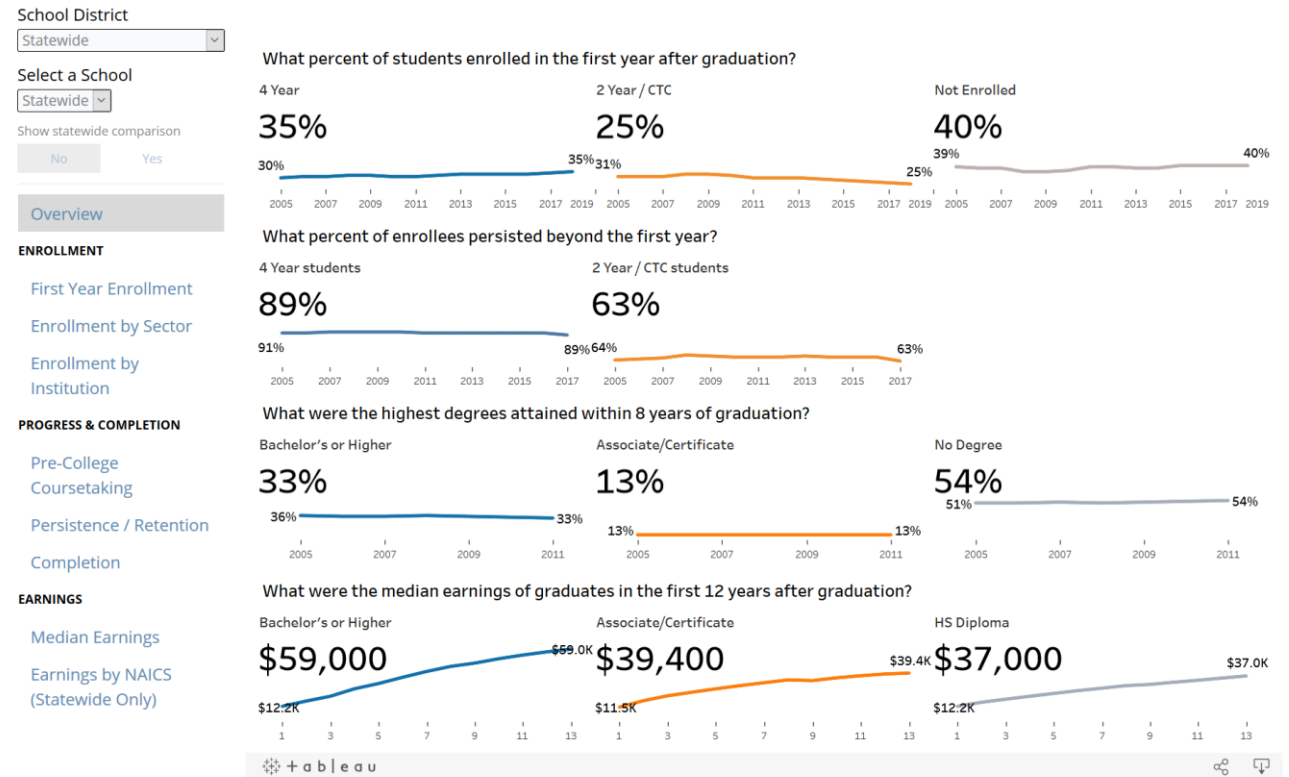 School District
Statewide
Select a School
Statewide
Show statewide comparison
No Yes
Overview
ENROLLMENT
First Year Enrollment
Enrollment by Sector
Enrollment by
Institution
PROGRESS & COMPLETION
Pre-College
Coursetaking
Persistence / Retention
Completion
EARNINGS
Median Earnings
Earnings by NAICS
(Statewide Only)
What percent of students enrolled in the first year after graduation?
4 Year 2 Year / CTC Not Enrolled
35% 25% 40%
30% 35% 31% 25% 39% 40%
2005 2007 2009 2011 2013 2015 2017 2019 2005 2007 2009 2011 2013 2015 2017 2019 2005 2007 2009 2011 2013 2015 2017 2019
What percent of enrollees persisted beyond the first year?
4 Year students 2 Year / CTC students
89% 63%
91% 89% 64% 63%
2005 2007 2009 2011 2013 2015 2017 2005 2007 2009 2011 2013 2015 2017
What were the highest degrees attained within 8 years of graduation?
Bachelor's or Higher Associate/Certificate No Degree
33% 13% 54%
36% 33% 13% 13% 51% 54%
2005 2007 2009 2011 2005 2007 2009 2011 2005 2007 2009 2011
What were the median earnings of graduates in the first 12 years after graduation?
Bachelor's or Higher Associate/Certificate HS Diploma
$59,000 $39,400 $37,000
$12.2K $59.0K $11.5K $39.4K $12.2K $37.0K
1 3 5 7 9 11 13 1 3 5 7 9 11 13 1 3 5 7 9 11 13
+ableau